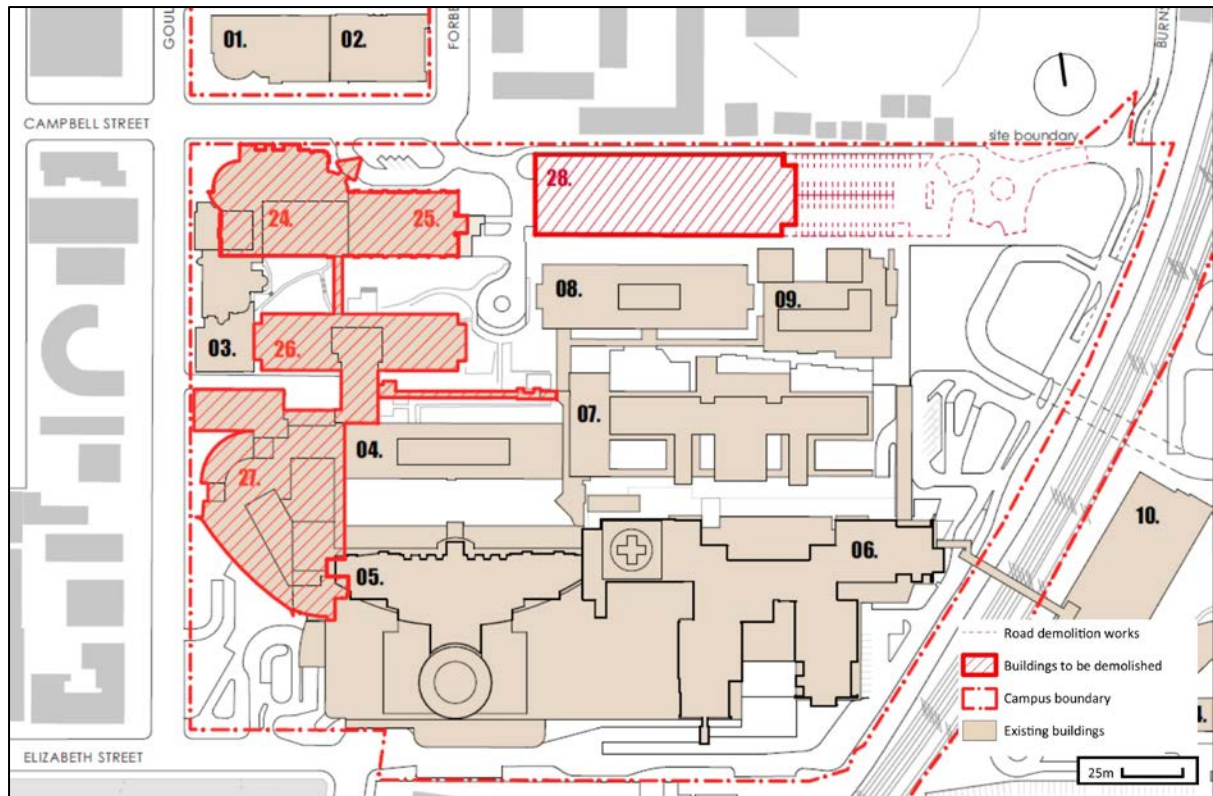 GOUL
FORBE
BURNS
01.
02.
CAMPBELL STREET
site boundary
28.
24.
25.
08.
09.
03.
26.
07.
04.
27.
10.
05.
06.
Road demolition works
Buildings to be demolished
Campus boundary
Existing buildings
ELIZABETH STREET
25m